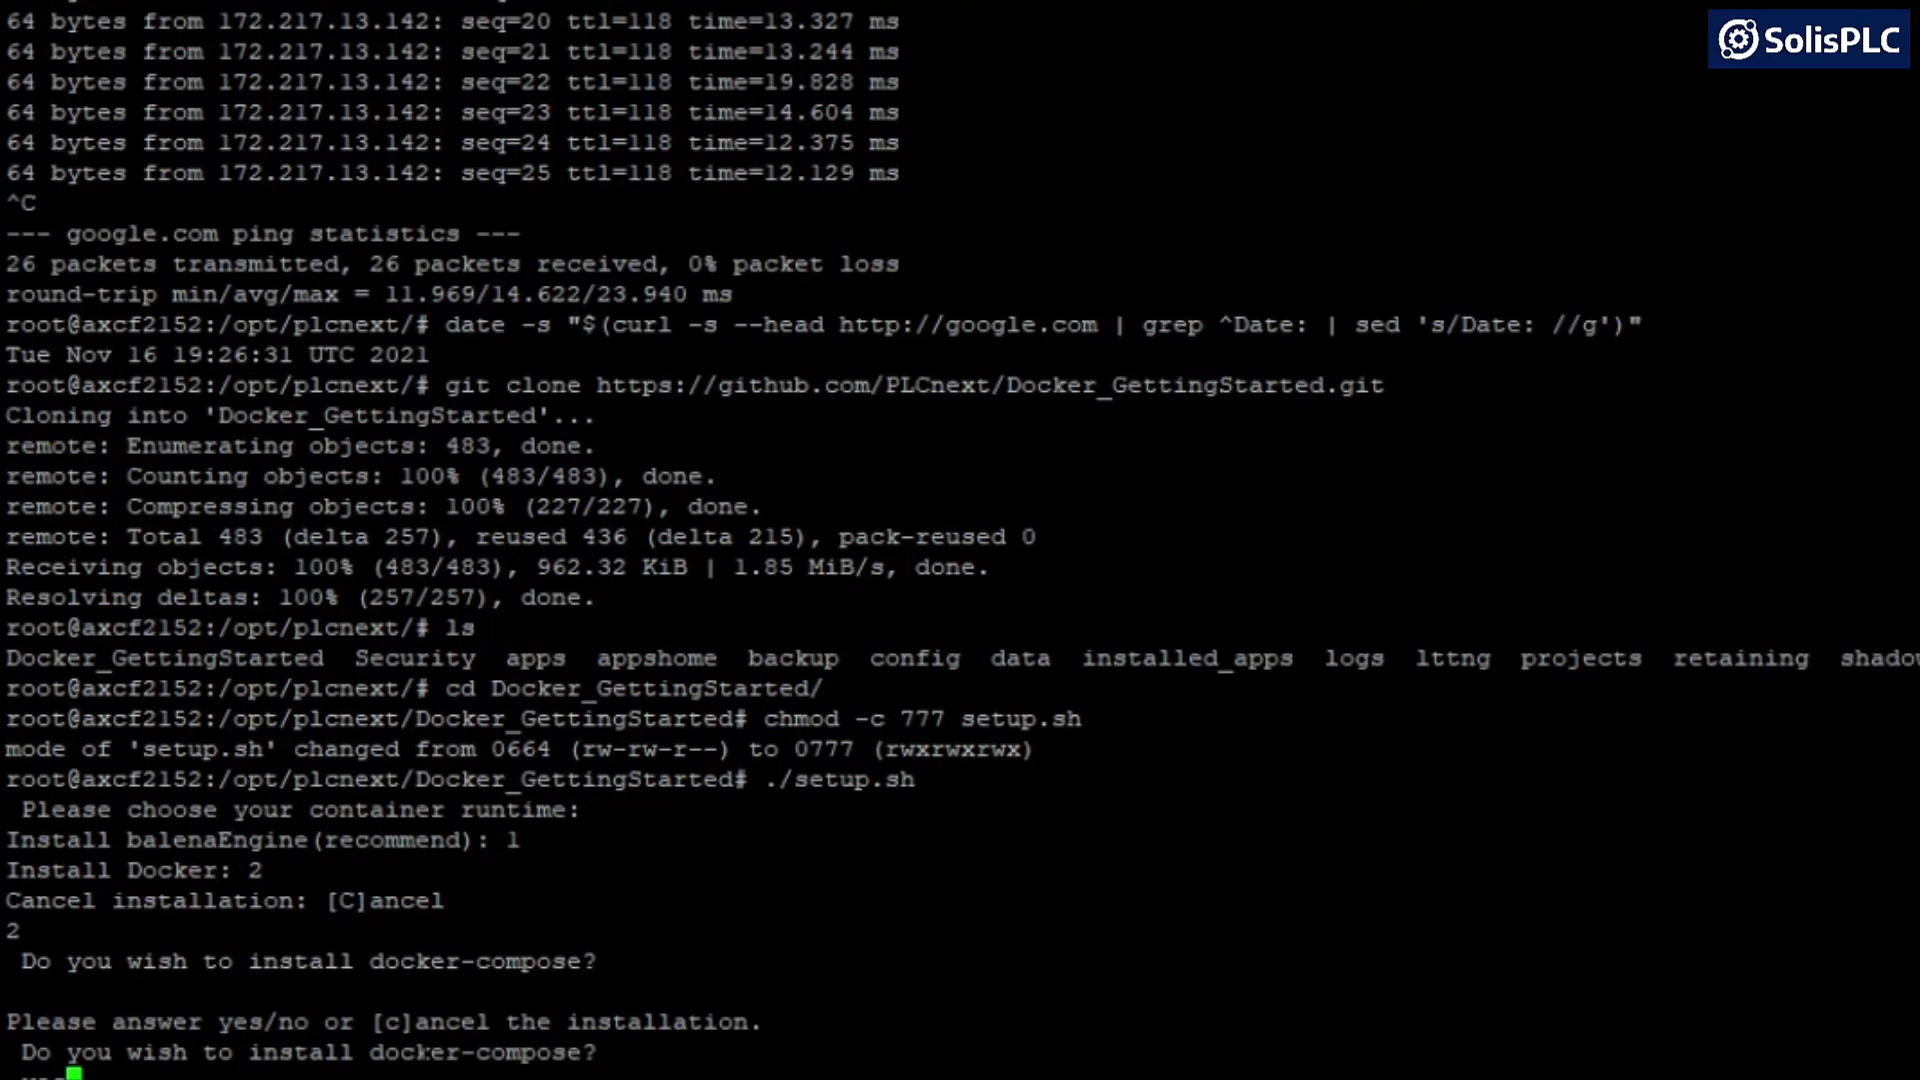 64 bytes from 172.217.13.142: seq=20 ttl=118 time=13.327 ms
SolisPLC
64 bytes from 172.217.13.142: seq=21 ttl=118 time=13.244 ms
64 bytes from 172.217.13.142: seq=22 ttl=118 time=19.828 ms
64 bytes from 172.217.13.142: seq=23 ttl=118 time=14.604 ms
64 bytes from 172.217.13.142: seq=24 ttl=118 time=12.375 ms
64 bytes from 172.217.13.142: seq=25 ttl=118 time=12.129 ms
^C
--- google.com ping statistics ---
26 packets transmitted, 26 packets received, 0% packet loss
round-trip min/avg/max = 11.969/14.622/23.940 ms
root@axcf2152:/opt/plcnext/# date -s "$(curl -s --head http://google.com | grep ^Date: | sed 's/Date: //g')"
Tue Nov 16 19:26:31 UTC 2021
root@axcf2152:/opt/plcnext/# git clone https://github.com/PLCnext/Docker_GettingStarted.git
Cloning into 'Docker_GettingStarted'...
remote: Enumerating objects: 483, done.
remote: Counting objects: 100% (483/483), done.
remote: Compressing objects: 100% (227/227), done.
remote: Total 483 (delta 257), reused 436 (delta 215), pack-reused 0
Receiving objects: 100% (483/483), 962.32 KiB | 1.85 MiB/s, done.
Resolving deltas: 100% (257/257), done.
root@axcf2152:/opt/plcnext/# ls
Docker_GettingStarted Security apps appshome backup config data installed_apps logs lttng projects retaining shadow
root@axcf2152:/opt/plcnext/# cd Docker_GettingStarted/
root@axcf2152:/opt/plcnext/Docker_GettingStarted# chmod -c 777 setup.sh
mode of 'setup.sh' changed from 0664 (rw-rw-r--) to 0777 (rwxrwxrwx)
root@axcf2152:/opt/plcnext/Docker_GettingStarted# ./setup.sh
Please choose your container runtime:
Install balenaEngine(recommend): 1
Install Docker: 2
Cancel installation: [C]ancel
2
Do you wish to install docker-compose?
Please answer yes/no or [c]ancel the installation.
Do you wish to install docker-compose?